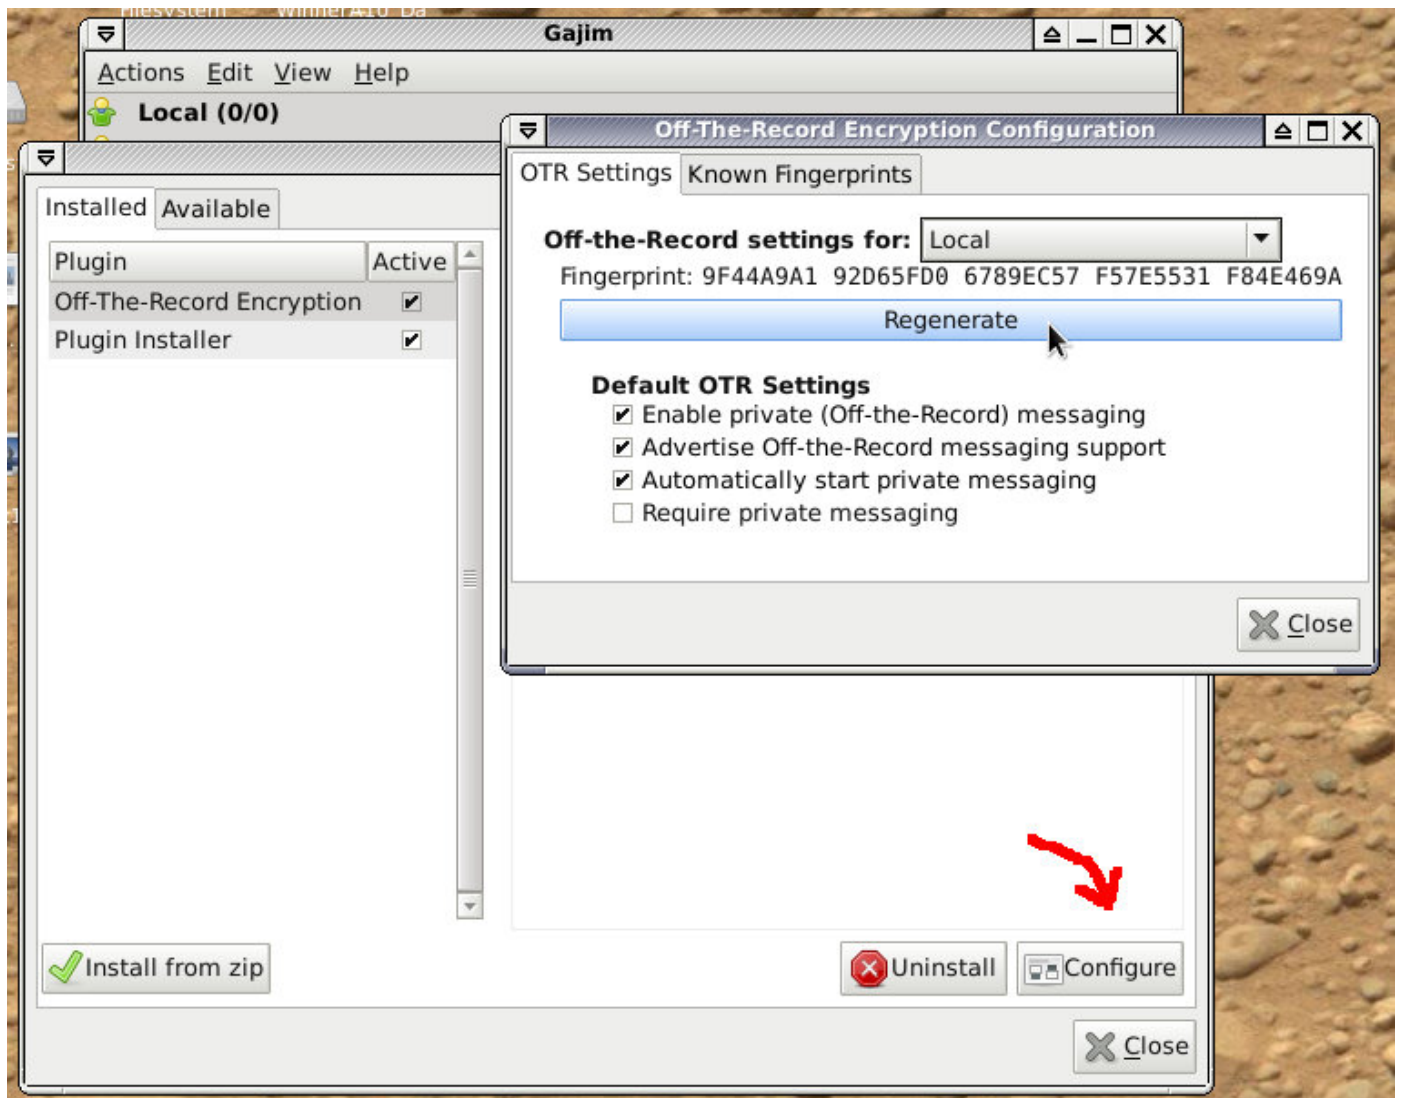 Filesystem WinnerA10 Da
Gajim
Actions Edit View Help
Local (0/0)
Off-The-Record Encryption Configuration
OTR Settings Known Fingerprints
Installed Available
Off-the-Record settings for: Local
Plugin Active
Fingerprint: 9F44A9A1 92D65FD0 6789EC57 F57E5531 F84E469A
Off-The-Record Encryption
Regenerate
Plugin Installer
Default OTR Settings
Enable private (Off-the-Record) messaging
Advertise Off-the-Record messaging support
Automatically start private messaging
Require private messaging
Close
Install from zip Uninstall Configure
Close